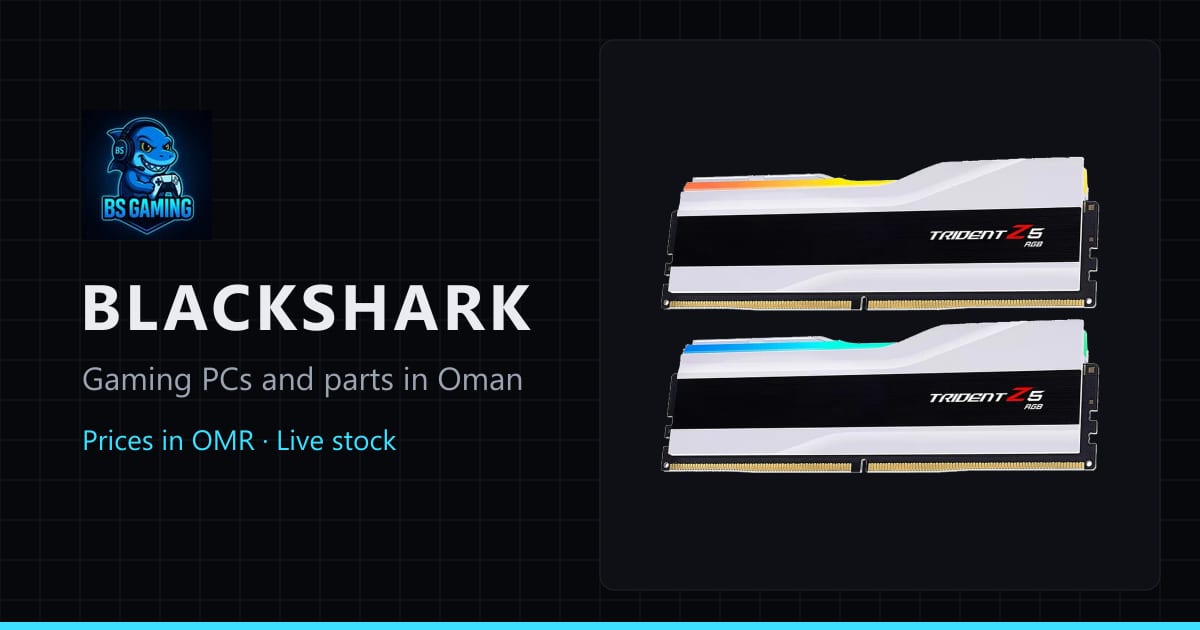 BS
BS GAMING
BLACKSHARK
Gaming PCs and parts in Oman
Prices in OMR · Live stock
TRIDENT Z5
RGB
TRIDENT Z5
RGB